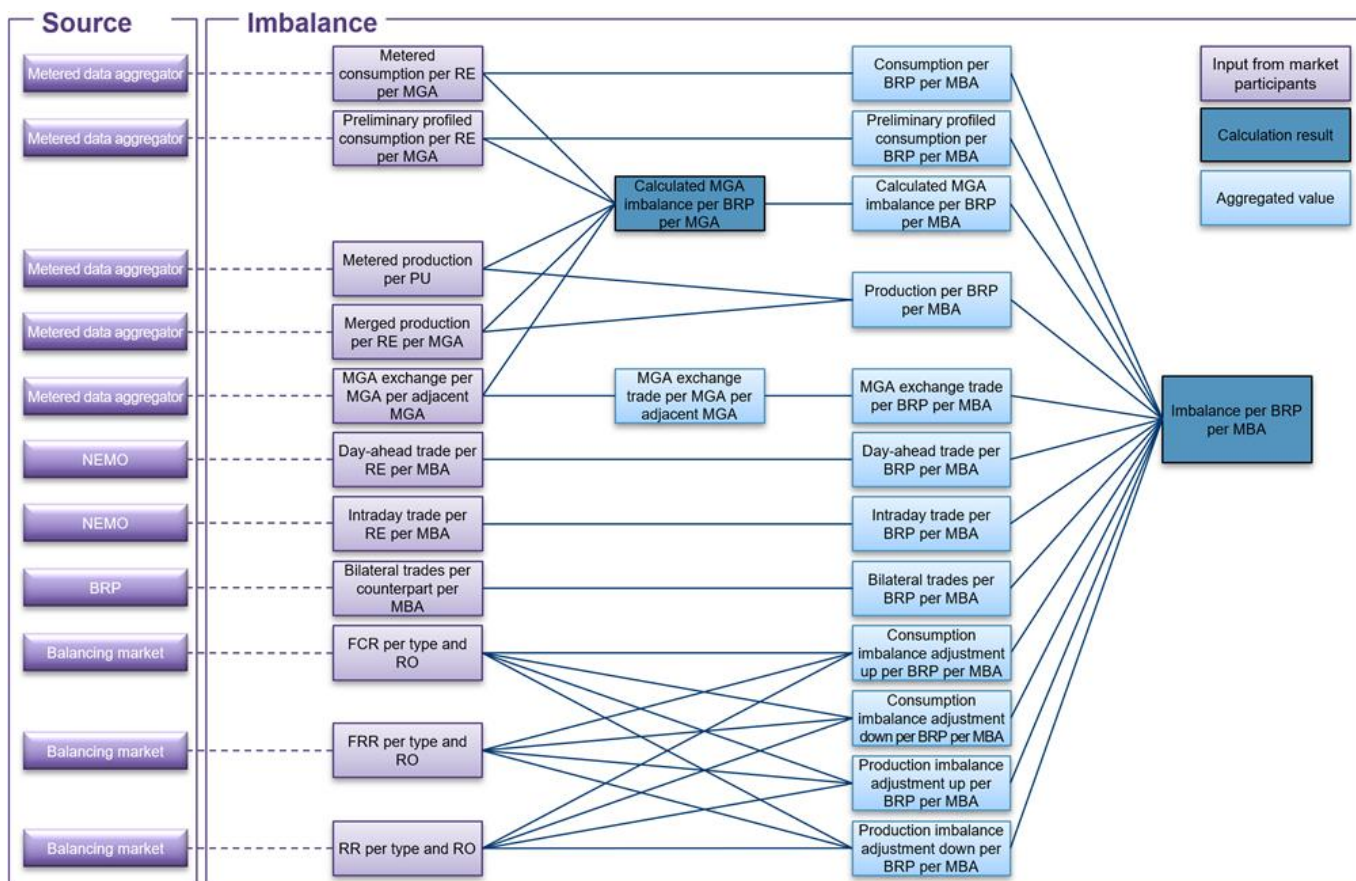 Source
Imbalance
Metered data aggregator
Metered
consumption per RE
per MGA
Consumption per
BRP per MBA
Input from market
participants
Metered data aggregator
Preliminary profiled
consumption per RE
per MGA
Preliminary profiled
consumption per
BRP per MBA
Calculation result
Calculated MGA
imbalance per BRP
per MGA
Calculated MGA
imbalance per BRP
per MBA
Aggregated value
Metered data aggregator
Metered production
per PU
Production per BRP
per MBA
Metered data aggregator
Merged production
per RE per MGA
Metered data aggregator
MGA exchange per
MGA per adjacent
MGA
MGA exchange
trade per MGA per
adjacent MGA
MGA exchange trade
per BRP per MBA
Imbalance per BRP
per MBA
NEMO
Day-ahead trade per
RE per MBA
Day-ahead trade per
BRP per MBA
NEMO
Intraday trade per
RE per MBA
Intraday trade per
BRP per MBA
BRP
Bilateral trades per
counterpart per
MBA
Bilateral trades per
BRP per MBA
Balancing market
FCR per type and
RO
Consumption
imbalance adjustment
up per BRP per MBA
Consumption
imbalance adjustment
down per BRP per MBA
Balancing market
FRR per type and
RO
Production imbalance
adjustment up per
BRP per MBA
Balancing market
RR per type and RO
Production imbalance
adjustment down per
BRP per MBA